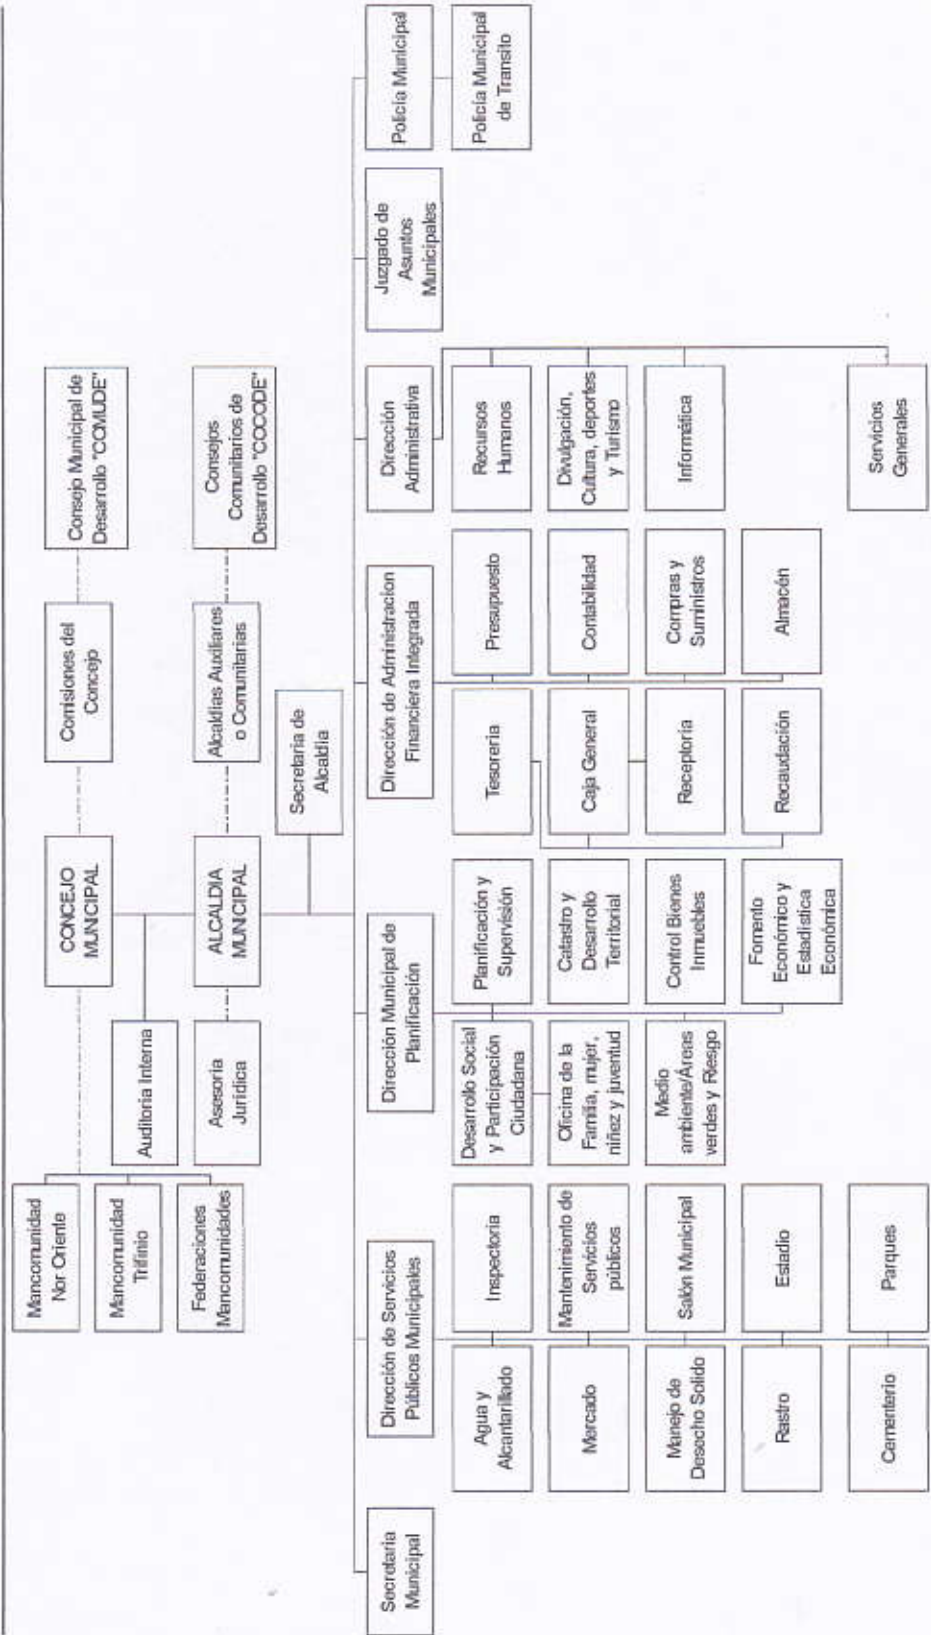 Mancomunidad
Nor Oriente
Mancomunidad
Trifinio
Federaciones
Mancomunidades
CONCEJO
MUNICIPAL
Comisiones del
Concejo
Consejo Municipal de
Desarrollo "COMUDE"
Auditoria Interna
Asesoria
Jurídica
ALCALDIA
MUNICIPAL
Alcaldías Auxiliares
o Comunitarias
Consejos
Comunitarios de
Desarrollo "COCODE"
Secretaria de
Alcaldía
Secretaria
Municipal
Dirección de Servicios
Públicos Municipales
Dirección Municipal de
Planificación
Dirección de Administracion
Financiera Integrada
Dirección
Administrativa
Juzgado de
Asuntos
Municipales
Policía Municipal
Agua y
Alcantarillado
Inspectoria
Desarrollo Social
y Participación
Ciudadana
Planificación y
Supervisión
Tesorería
Presupuesto
Recursos
Humanos
Policía Municipal
de Transito
Mercado
Mantenimiento de
Servicios
públicos
Oficina de la
Familia, mujer,
niñez y juventud
Catastro y
Desarrollo
Territorial
Caja General
Contabilidad
Divulgación,
Cultura, deportes
y Turismo
Manejo de
Desecho Solido
Salón Municipal
Medio
ambiente/Áreas
verdes y Riesgo
Control Bienes
Inmuebles
Receptoría
Compras y
Suministros
Informática
Rastro
Estadio
Fomento
Económico y
Estadística
Económica
Recaudación
Almacén
Cementerio
Parques
Servicios
Generales